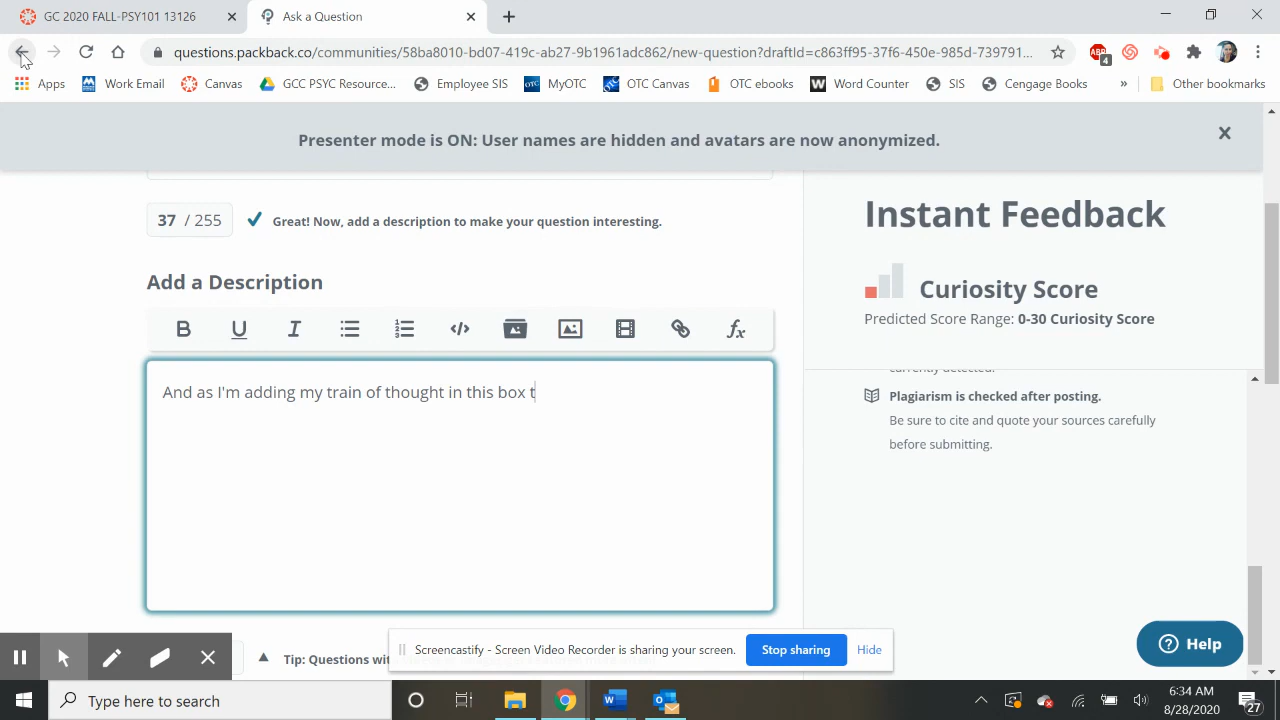 GC 2020 FALL-PSY101 13126
Ask a Question
questions.packback.co/communities/58ba8010-bd07-419c-ab27-9b1961adc862/new-question?draftId=c863ff95-37f6-450e-985d-739791...
4
Apps Work Email Canvas GCC PSYC Resource... Employee SIS OTC MyOTC OTC Canvas OTC ebooks W Word Counter SIS Cengage Books » Other bookmarks
Presenter mode is ON: User names are hidden and avatars are now anonymized.
37 / 255 Great! Now, add a description to make your question interesting.
Add a Description
B U I </> fx
And as I'm adding my train of thought in this box t
Instant Feedback
Curiosity Score
Predicted Score Range: 0-30 Curiosity Score
currently detected.
Plagiarism is checked after posting.
Be sure to cite and quote your sources carefully
before submitting.
Help
Tip: Questions wit
Screencastify - Screen Video Recorder is sharing your screen. Stop sharing Hide
Type here to search
6:34 AM
8/28/2020
27